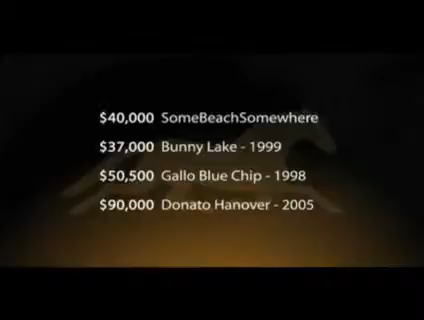 $40,000 SomeBeachSomewhere
$37,000 Bunny Lake - 1999
$50,500 Gallo Blue Chip - 1998
$90,000 Donato Hanover - 2005